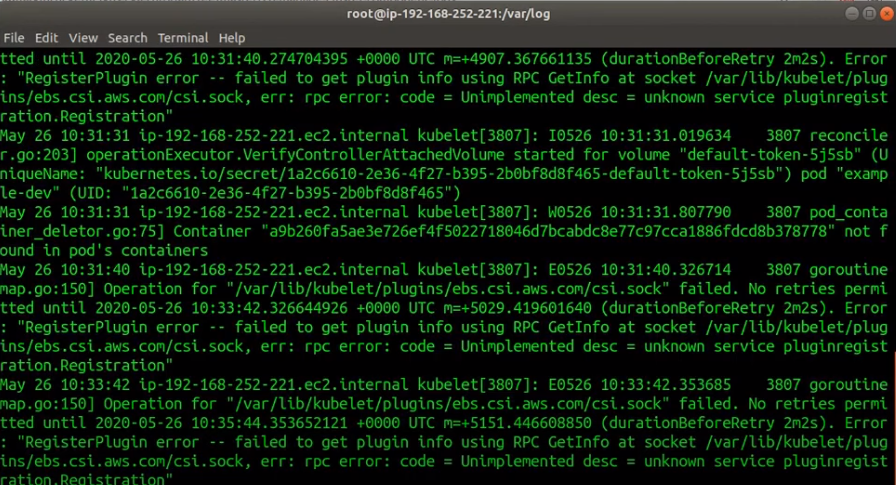 root@ip-192-168-252-221:/var/log
File Edit View Search Terminal Help
tted until 2020-05-26 10:31:40.274704395 +0000 UTC m=+4907.367661135 (durationBeforeRetry 2m2s). Error
: "RegisterPlugin error -- failed to get plugin info using RPC GetInfo at socket /var/lib/kubelet/plug
ins/ebs.csi.aws.com/csi.sock, err: rpc error: code = Unimplemented desc = unknown service pluginregist
ration.Registration"
May 26 10:31:31 ip-192-168-252-221.ec2.internal kubelet[3807]: I0526 10:31:31.019634    3807 reconcile
r.go:203] operationExecutor.VerifyControllerAttachedVolume started for volume "default-token-5j5sb" (U
niqueName: "kubernetes.io/secret/1a2c6610-2e36-4f27-b395-2b0bf8d8f465-default-token-5j5sb") pod "examp
le-dev" (UID: "1a2c6610-2e36-4f27-b395-2b0bf8d8f465")
May 26 10:31:31 ip-192-168-252-221.ec2.internal kubelet[3807]: W0526 10:31:31.807790    3807 pod_conta
iner_deletor.go:75] Container "a9b260fa5ae3e726ef4f5022718046d7bcabdc8e77c97cca1886fdcd8b378778" not f
ound in pod's containers
May 26 10:31:40 ip-192-168-252-221.ec2.internal kubelet[3807]: E0526 10:31:40.326714    3807 goroutine
map.go:150] Operation for "/var/lib/kubelet/plugins/ebs.csi.aws.com/csi.sock" failed. No retries permi
tted until 2020-05-26 10:33:42.326644926 +0000 UTC m=+5029.419601640 (durationBeforeRetry 2m2s). Error
: "RegisterPlugin error -- failed to get plugin info using RPC GetInfo at socket /var/lib/kubelet/plug
ins/ebs.csi.aws.com/csi.sock, err: rpc error: code = Unimplemented desc = unknown service pluginregist
ration.Registration"
May 26 10:33:42 ip-192-168-252-221.ec2.internal kubelet[3807]: E0526 10:33:42.353685    3807 goroutine
map.go:150] Operation for "/var/lib/kubelet/plugins/ebs.csi.aws.com/csi.sock" failed. No retries permi
tted until 2020-05-26 10:35:44.353652121 +0000 UTC m=+5151.446608850 (durationBeforeRetry 2m2s). Error
: "RegisterPlugin error -- failed to get plugin info using RPC GetInfo at socket /var/lib/kubelet/plug
ins/ebs.csi.aws.com/csi.sock, err: rpc error: code = Unimplemented desc = unknown service pluginregist
ration.Registration"